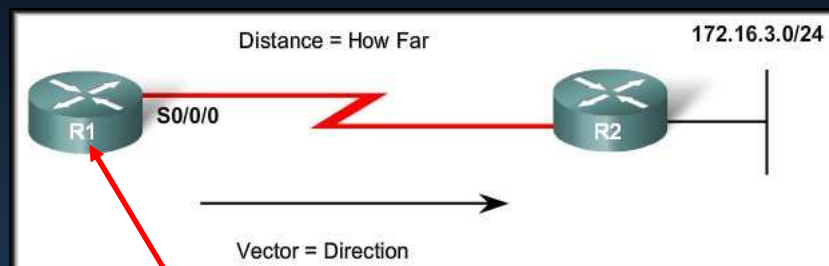 172.16.3.0/24
Distance = How Far
S0/0/0
R1
R2
Vector = Direction